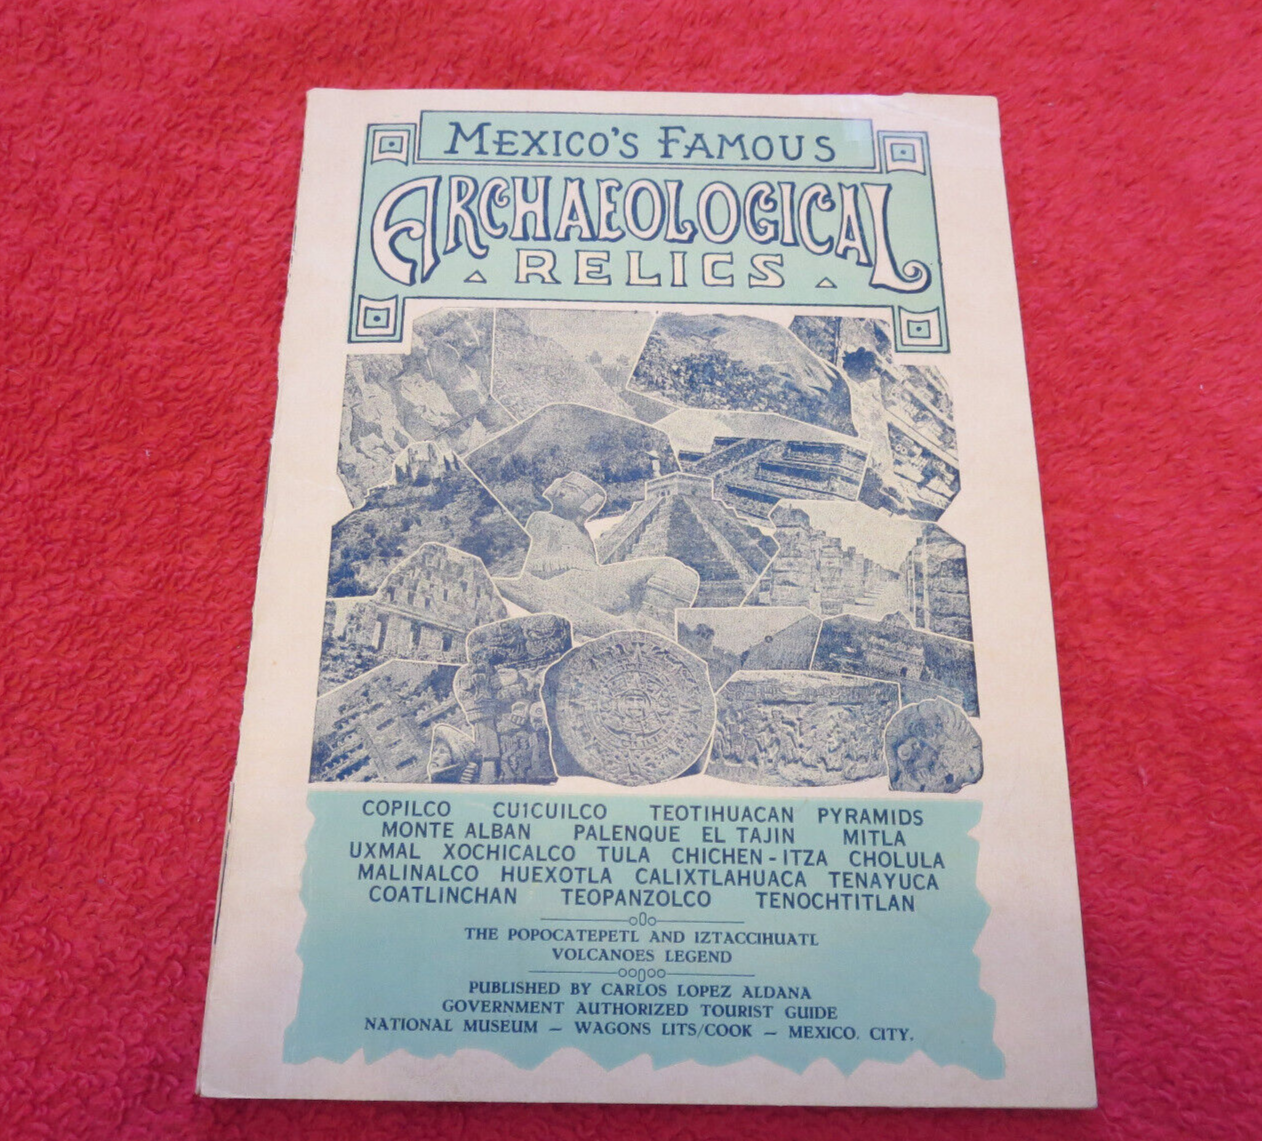 MEXICO'S FAMOUS
ARCHAEOLOGICAL
RELICS
COPILCO CU1CUILCO TEOTIHUACAN PYRAMIDS
MONTE ALBAN PALENQUE EL TAJIN MITLA
UXMAL XOCHICALCO TULA CHICHEN-ITZA CHOLULA
MALINALCO HUEXOTLA CALIXTLAHUACA TENAYUCA
COATLINCHAN TEOPANZOLCO TENOCHTITLAN
THE POPOCATEPETL AND IZTACCIHUATL
VOLCANOES LEGEND
PUBLISHED BY CARLOS LOPEZ ALDANA
GOVERNMENT AUTHORIZED TOURIST GUIDE
NATIONAL MUSEUM — WAGONS LITS/COOK — MEXICO. CITY.